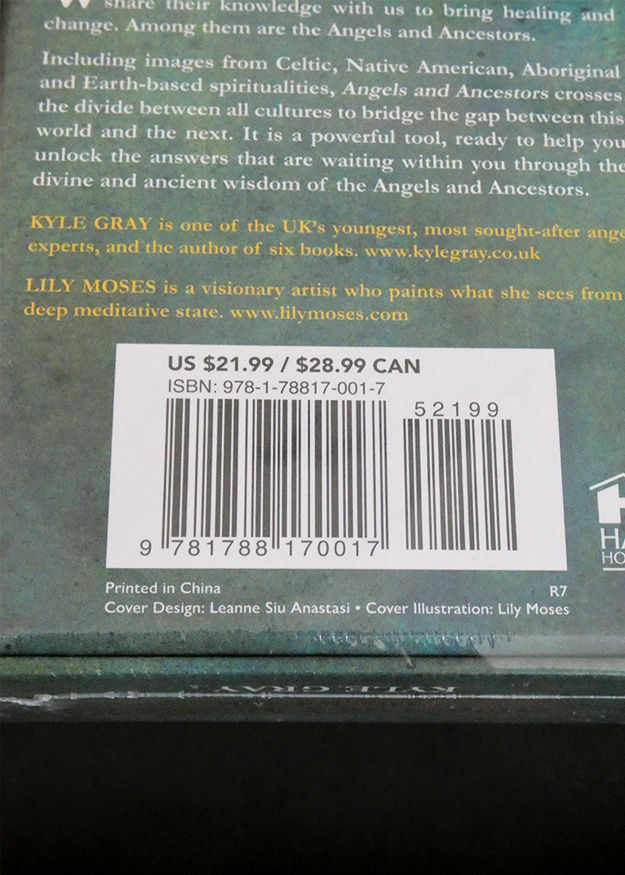 share their knowledge with us to bring healing and
change. Among them are the Angels and Ancestors.
Including images from Celtic, Native American, Aboriginal
and Earth-based spiritualities, Angels and Ancestors crosses
the divide between all cultures to bridge the gap between this
world and the next. It is a powerful tool, ready to help you
unlock the answers that are waiting within you through the
divine and ancient wisdom of the Angels and Ancestors.
KYLE GRAY is one of the UK's youngest, most sought-after ange
experts, and the author of six books. www.kylegray.co.uk
LILY MOSES is a visionary artist who paints what she sees from
deep meditative state. www.lilymoses.com
US $21.99 / $28.99 CAN
ISBN: 978-1-78817-001-7
52199
9 781788 170017
HA
HO
Printed in China
R7
Cover Design: Leanne Siu Anastasi • Cover Illustration: Lily Moses
KYLE GRAY